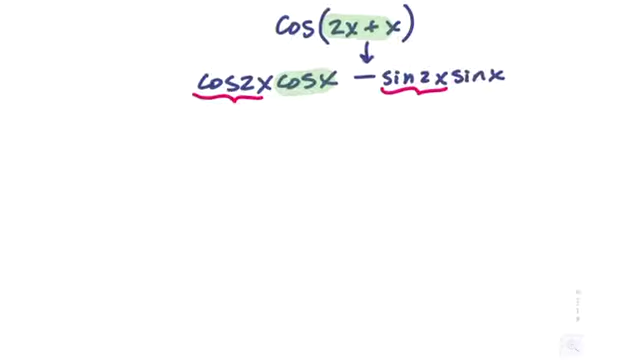 cos(2x + x)
↓
cos2x cosx − sin2x sinx